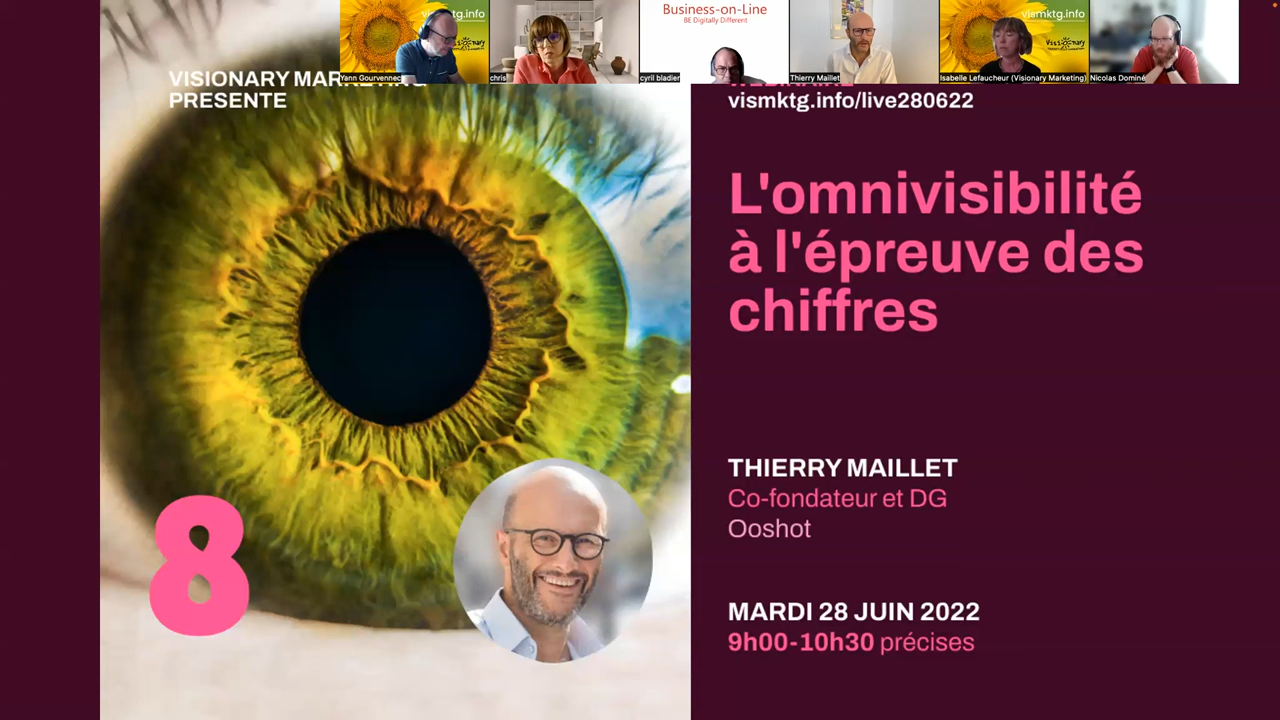 vismktg.info
Business-on-Line
BE Digitally Different
vismktg.info
Yann Gourvennec
chris
cyril bladier
Thierry Maillet
Isabelle Lefaucheur (Visionary Marketing)
Nicolas Dominé
VISIONARY MARKETING
PRESENTE
vismktg.info/live280622
L'omnivisibilité
à l'épreuve des
chiffres
THIERRY MAILLET
Co-fondateur et DG
Ooshot
8
MARDI 28 JUIN 2022
9h00-10h30 précises